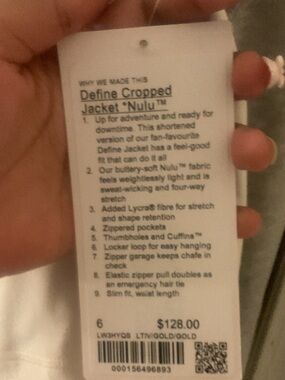 WHY WE MADE THIS
Define Cropped
Jacket *Nulu™
1. Up for adventure and ready for
downtime. This shortened
version of our fan-favourite
Define Jacket has a feel-good
fit that can do it all
2. Our buttery-soft Nulu™ fabric
feels weightlessly light and is
sweat-wicking and four-way
stretch
3. Added Lycra® fibre for stretch
and shape retention
4. Zippered pockets
5. Thumbholes and Cuffins™
6. Locker loop for easy hanging
7. Zipper garage keeps chafe in
check
8. Elastic zipper pull doubles as
an emergency hair tie
9. Slim fit, waist length
6 $128.00
LW3HYQS LTIV/GOLD/GOLD
000156496893